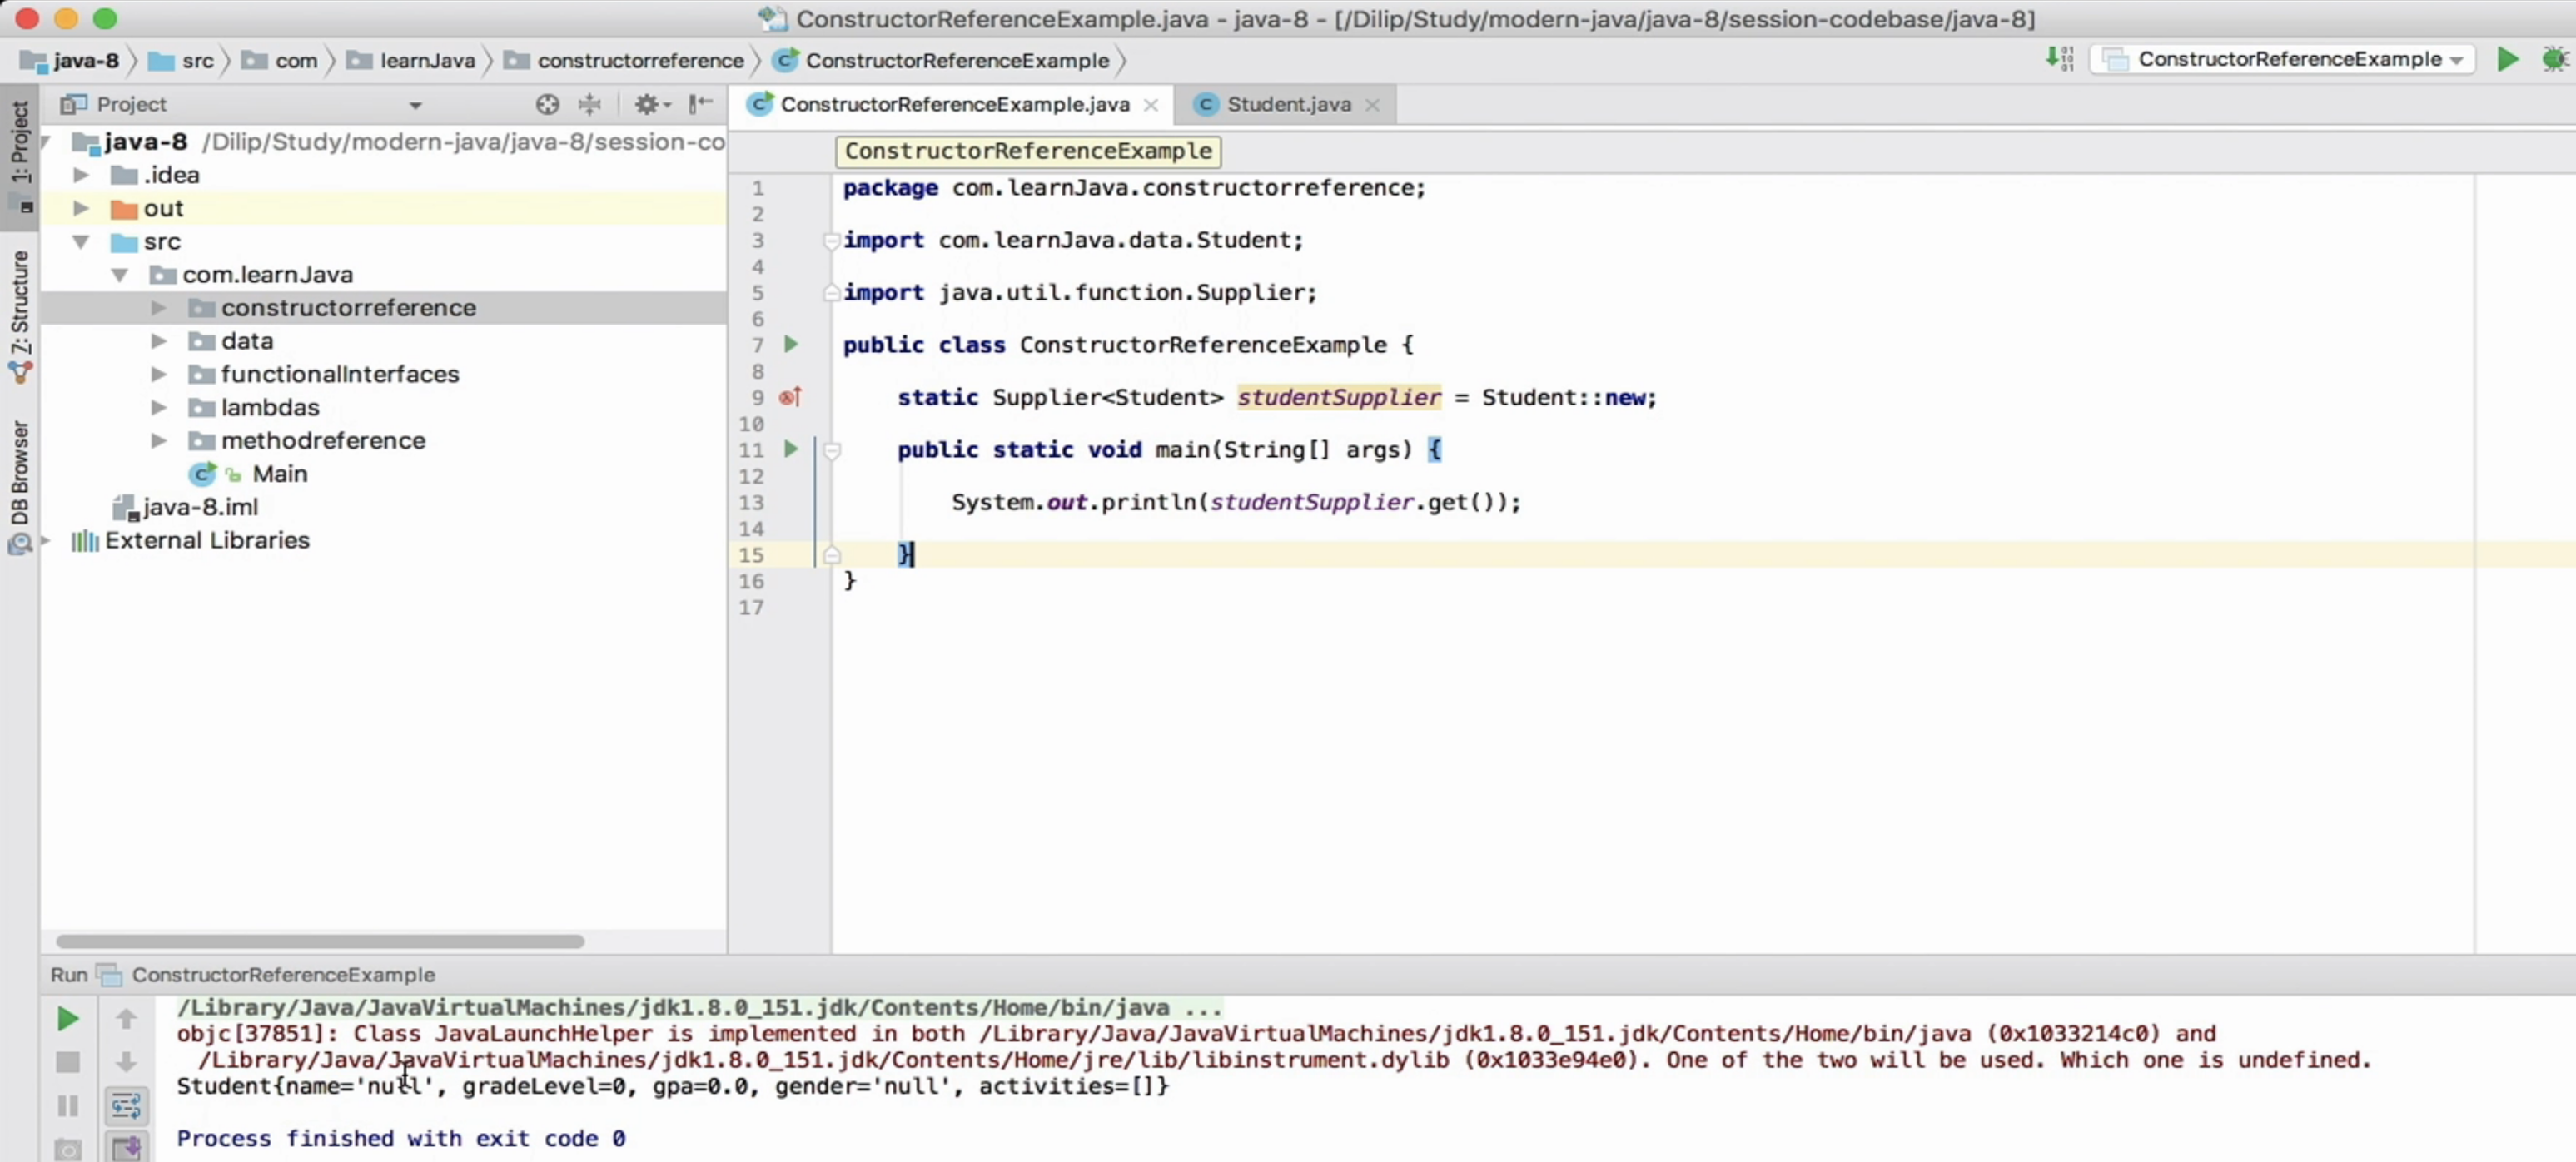 ConstructorReferenceExample.java - java-8 - [/Dilip/Study/modern-java/java-8/session-codebase/java-8]
java-8 src com learnJava constructorreference ConstructorReferenceExample
ConstructorReferenceExample
Project
ConstructorReferenceExample.java
Student.java
1: Project
Z: Structure
DB Browser
java-8 /Dilip/Study/modern-java/java-8/session-co
.idea
out
src
com.learnJava
constructorreference
data
functionalInterfaces
lambdas
methodreference
Main
java-8.iml
External Libraries
ConstructorReferenceExample
1 package com.learnJava.constructorreference;
2
3 import com.learnJava.data.Student;
4
5 import java.util.function.Supplier;
6
7 public class ConstructorReferenceExample {
8
9 static Supplier<Student> studentSupplier = Student::new;
10
11 public static void main(String[] args) {
12
13 System.out.println(studentSupplier.get());
14
15 }
16 }
17
Run ConstructorReferenceExample
/Library/Java/JavaVirtualMachines/jdk1.8.0_151.jdk/Contents/Home/bin/java ...
objc[37851]: Class JavaLaunchHelper is implemented in both /Library/Java/JavaVirtualMachines/jdk1.8.0_151.jdk/Contents/Home/bin/java (0x1033214c0) and
/Library/Java/JavaVirtualMachines/jdk1.8.0_151.jdk/Contents/Home/jre/lib/libinstrument.dylib (0x1033e94e0). One of the two will be used. Which one is undefined.
Student{name='null', gradeLevel=0, gpa=0.0, gender='null', activities=[]}
Process finished with exit code 0